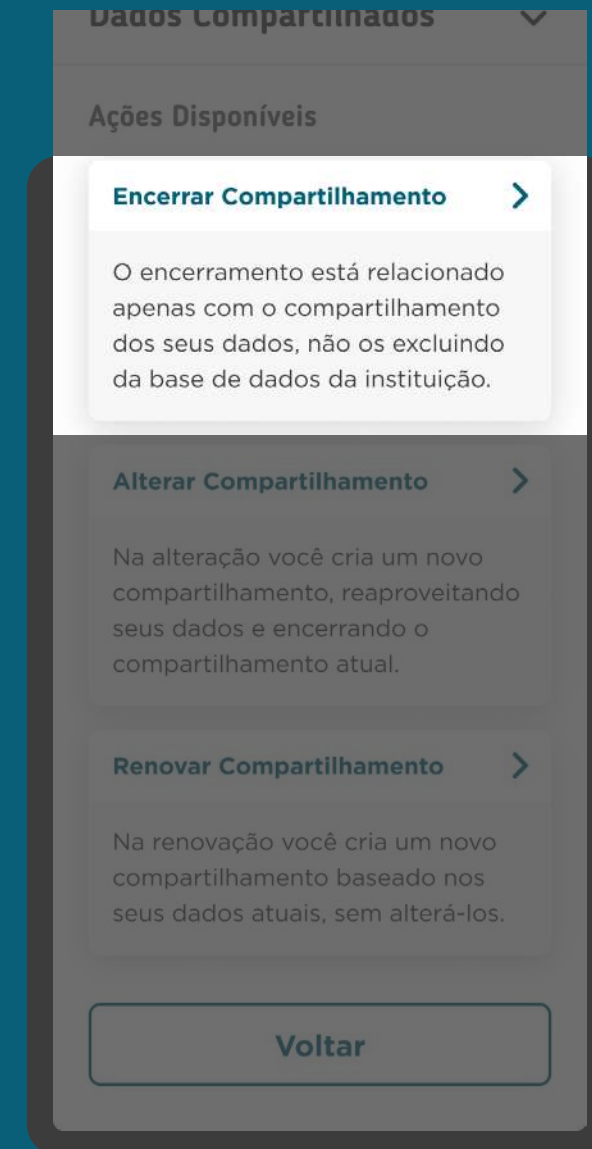 Dados Compartilhados
Ações Disponíveis
Encerrar Compartilhamento
O encerramento está relacionado
apenas com o compartilhamento
dos seus dados, não os excluindo
da base de dados da instituição.
Alterar Compartilhamento
Na alteração você cria um novo
compartilhamento, reaproveitando
seus dados e encerrando o
compartilhamento atual.
Renovar Compartilhamento
Na renovação você cria um novo
compartilhamento baseado nos
seus dados atuais, sem alterá-los.
Voltar